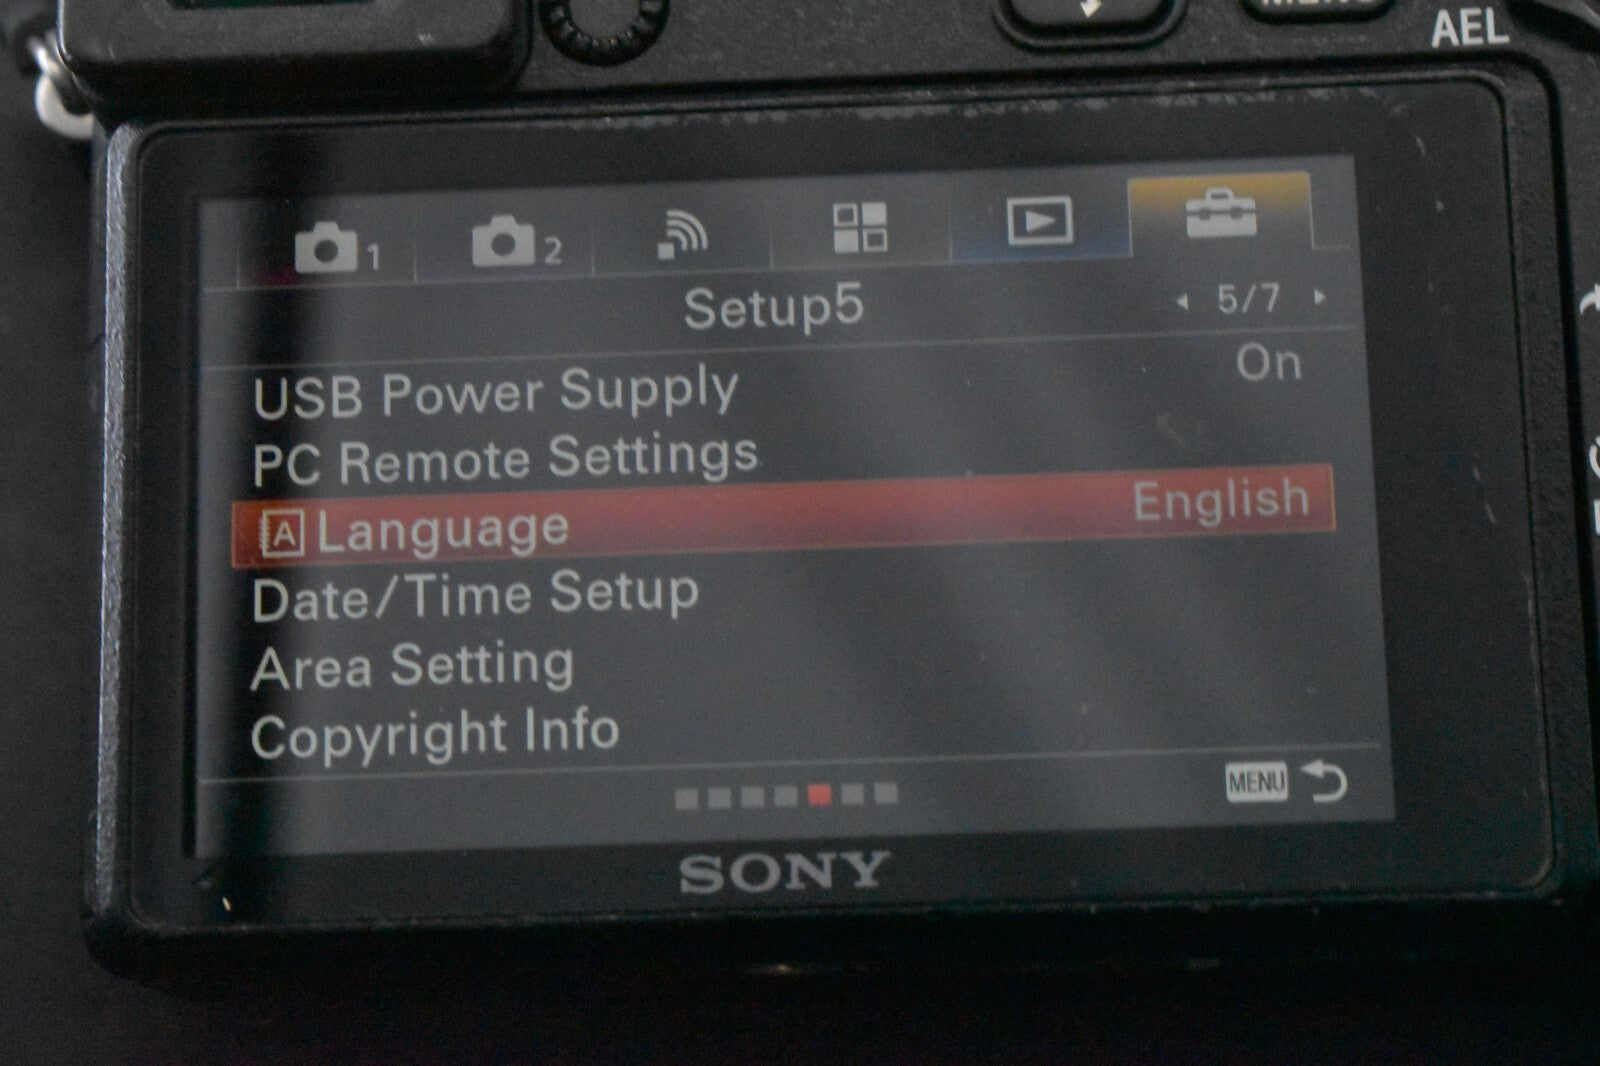 MENU
AEL
1
2
Setup5
5/7
USB Power Supply On
PC Remote Settings
A Language English
Date/Time Setup
Area Setting
Copyright Info
MENU
SONY